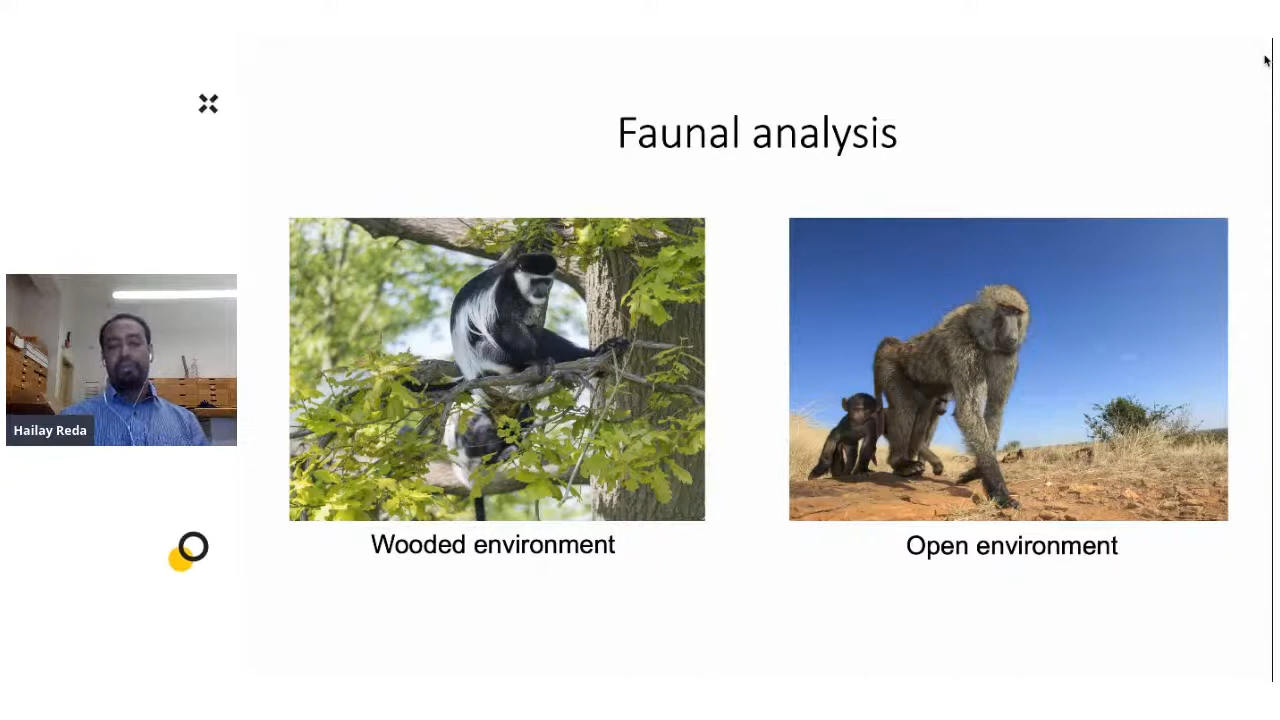 Faunal analysis
Hailay Reda
Wooded environment
Open environment